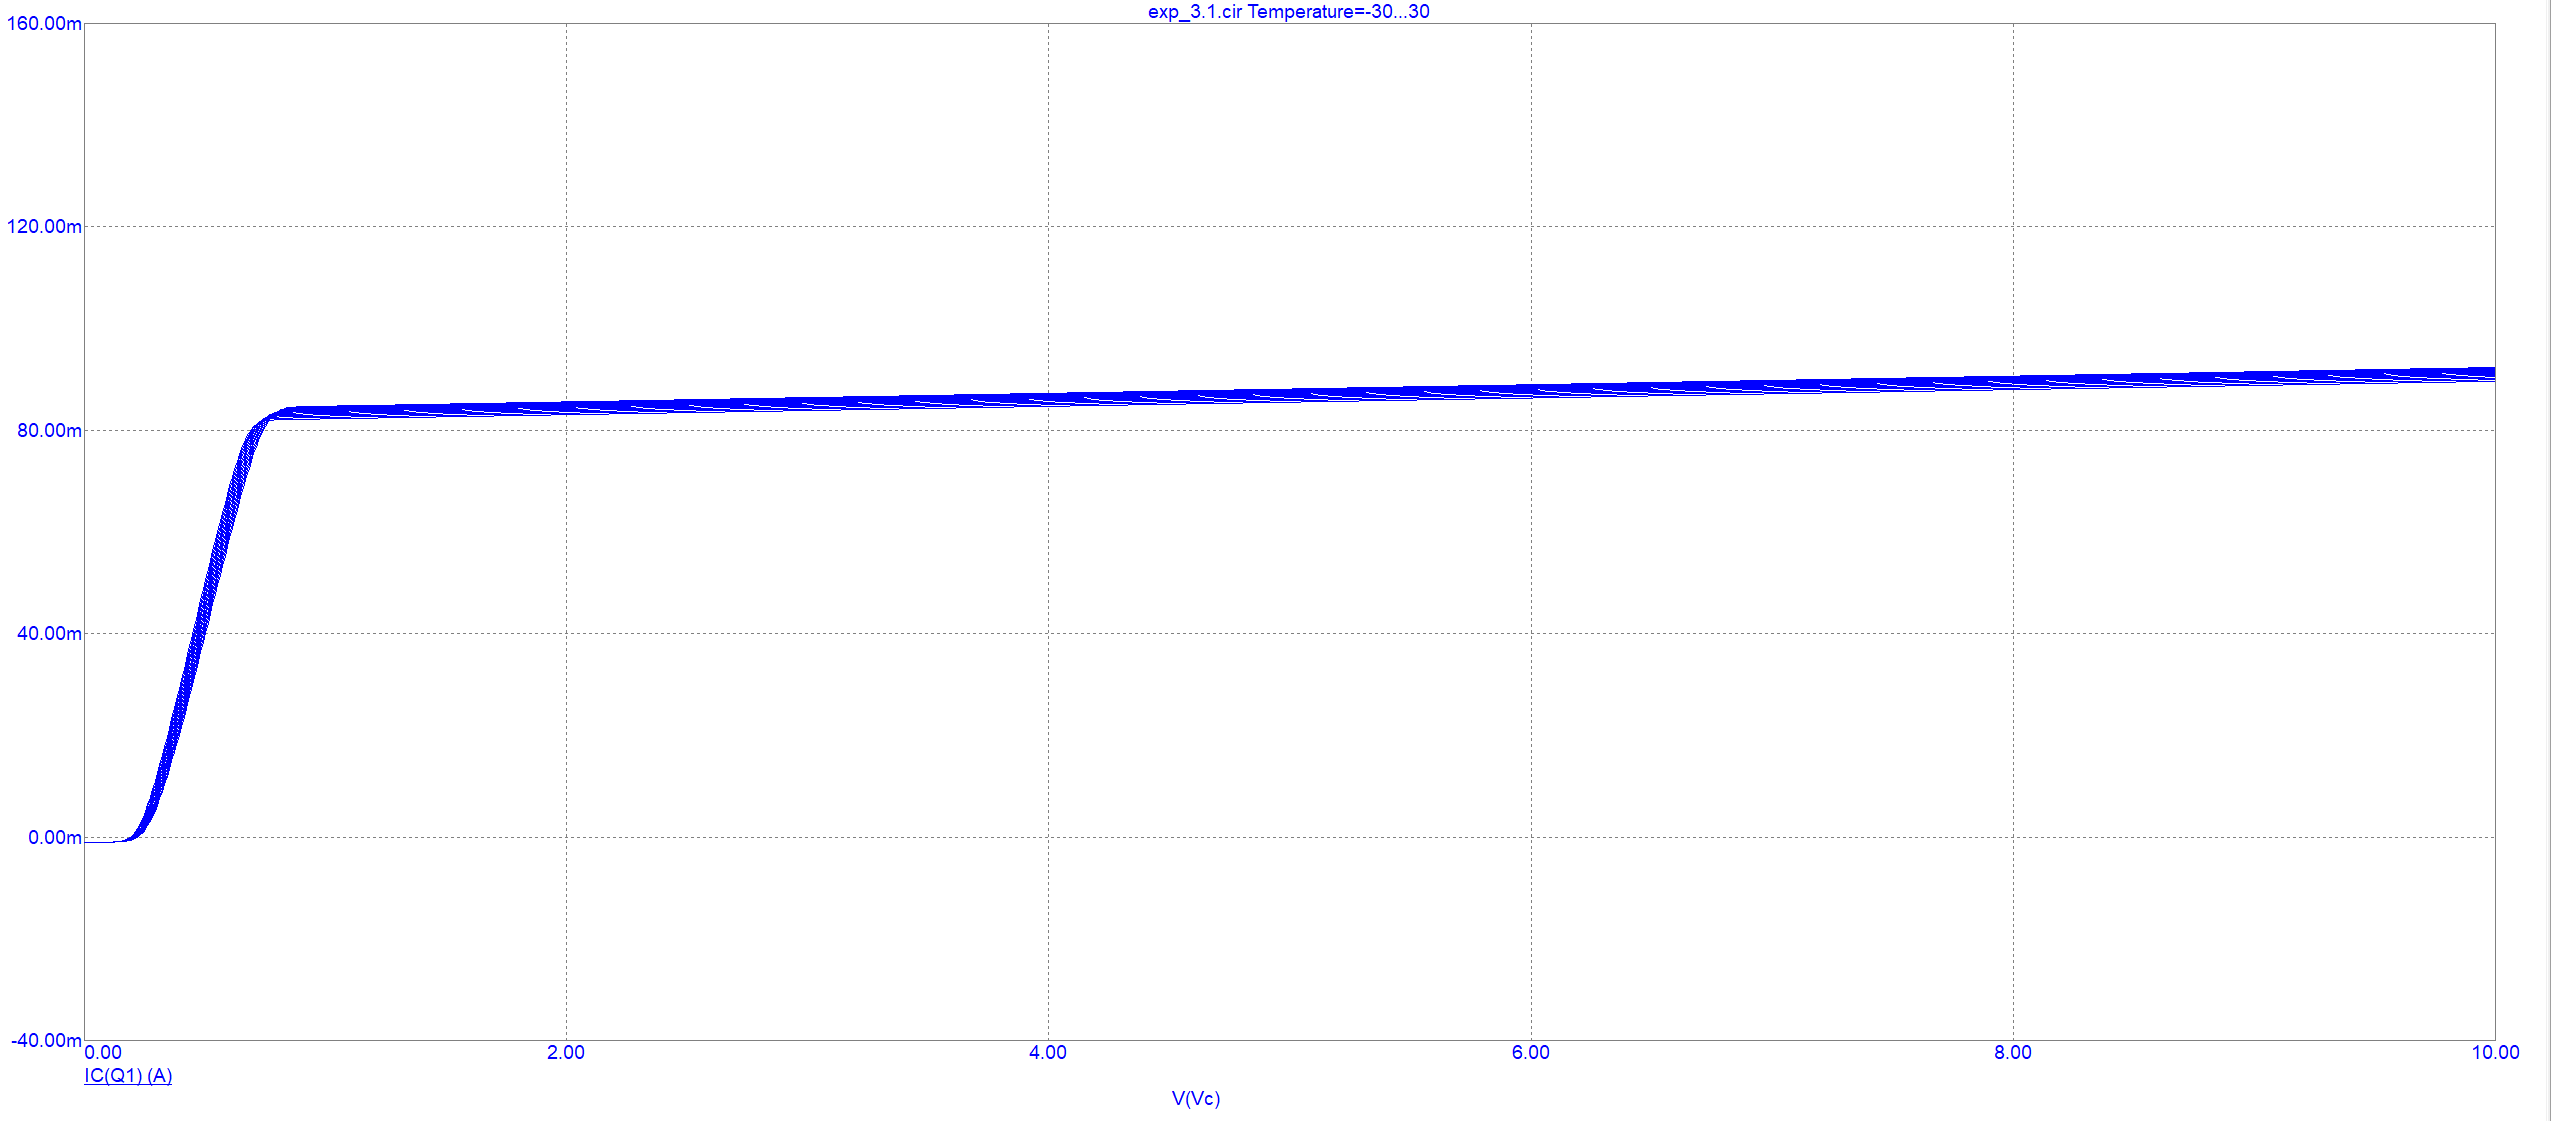 exp_3.1.cir Temperature=-30...30
160.00m
120.00m
80.00m
40.00m
0.00m
-40.00m
0.00 2.00 4.00 6.00 8.00 10.00
IC(Q1) (A)
V(Vc)